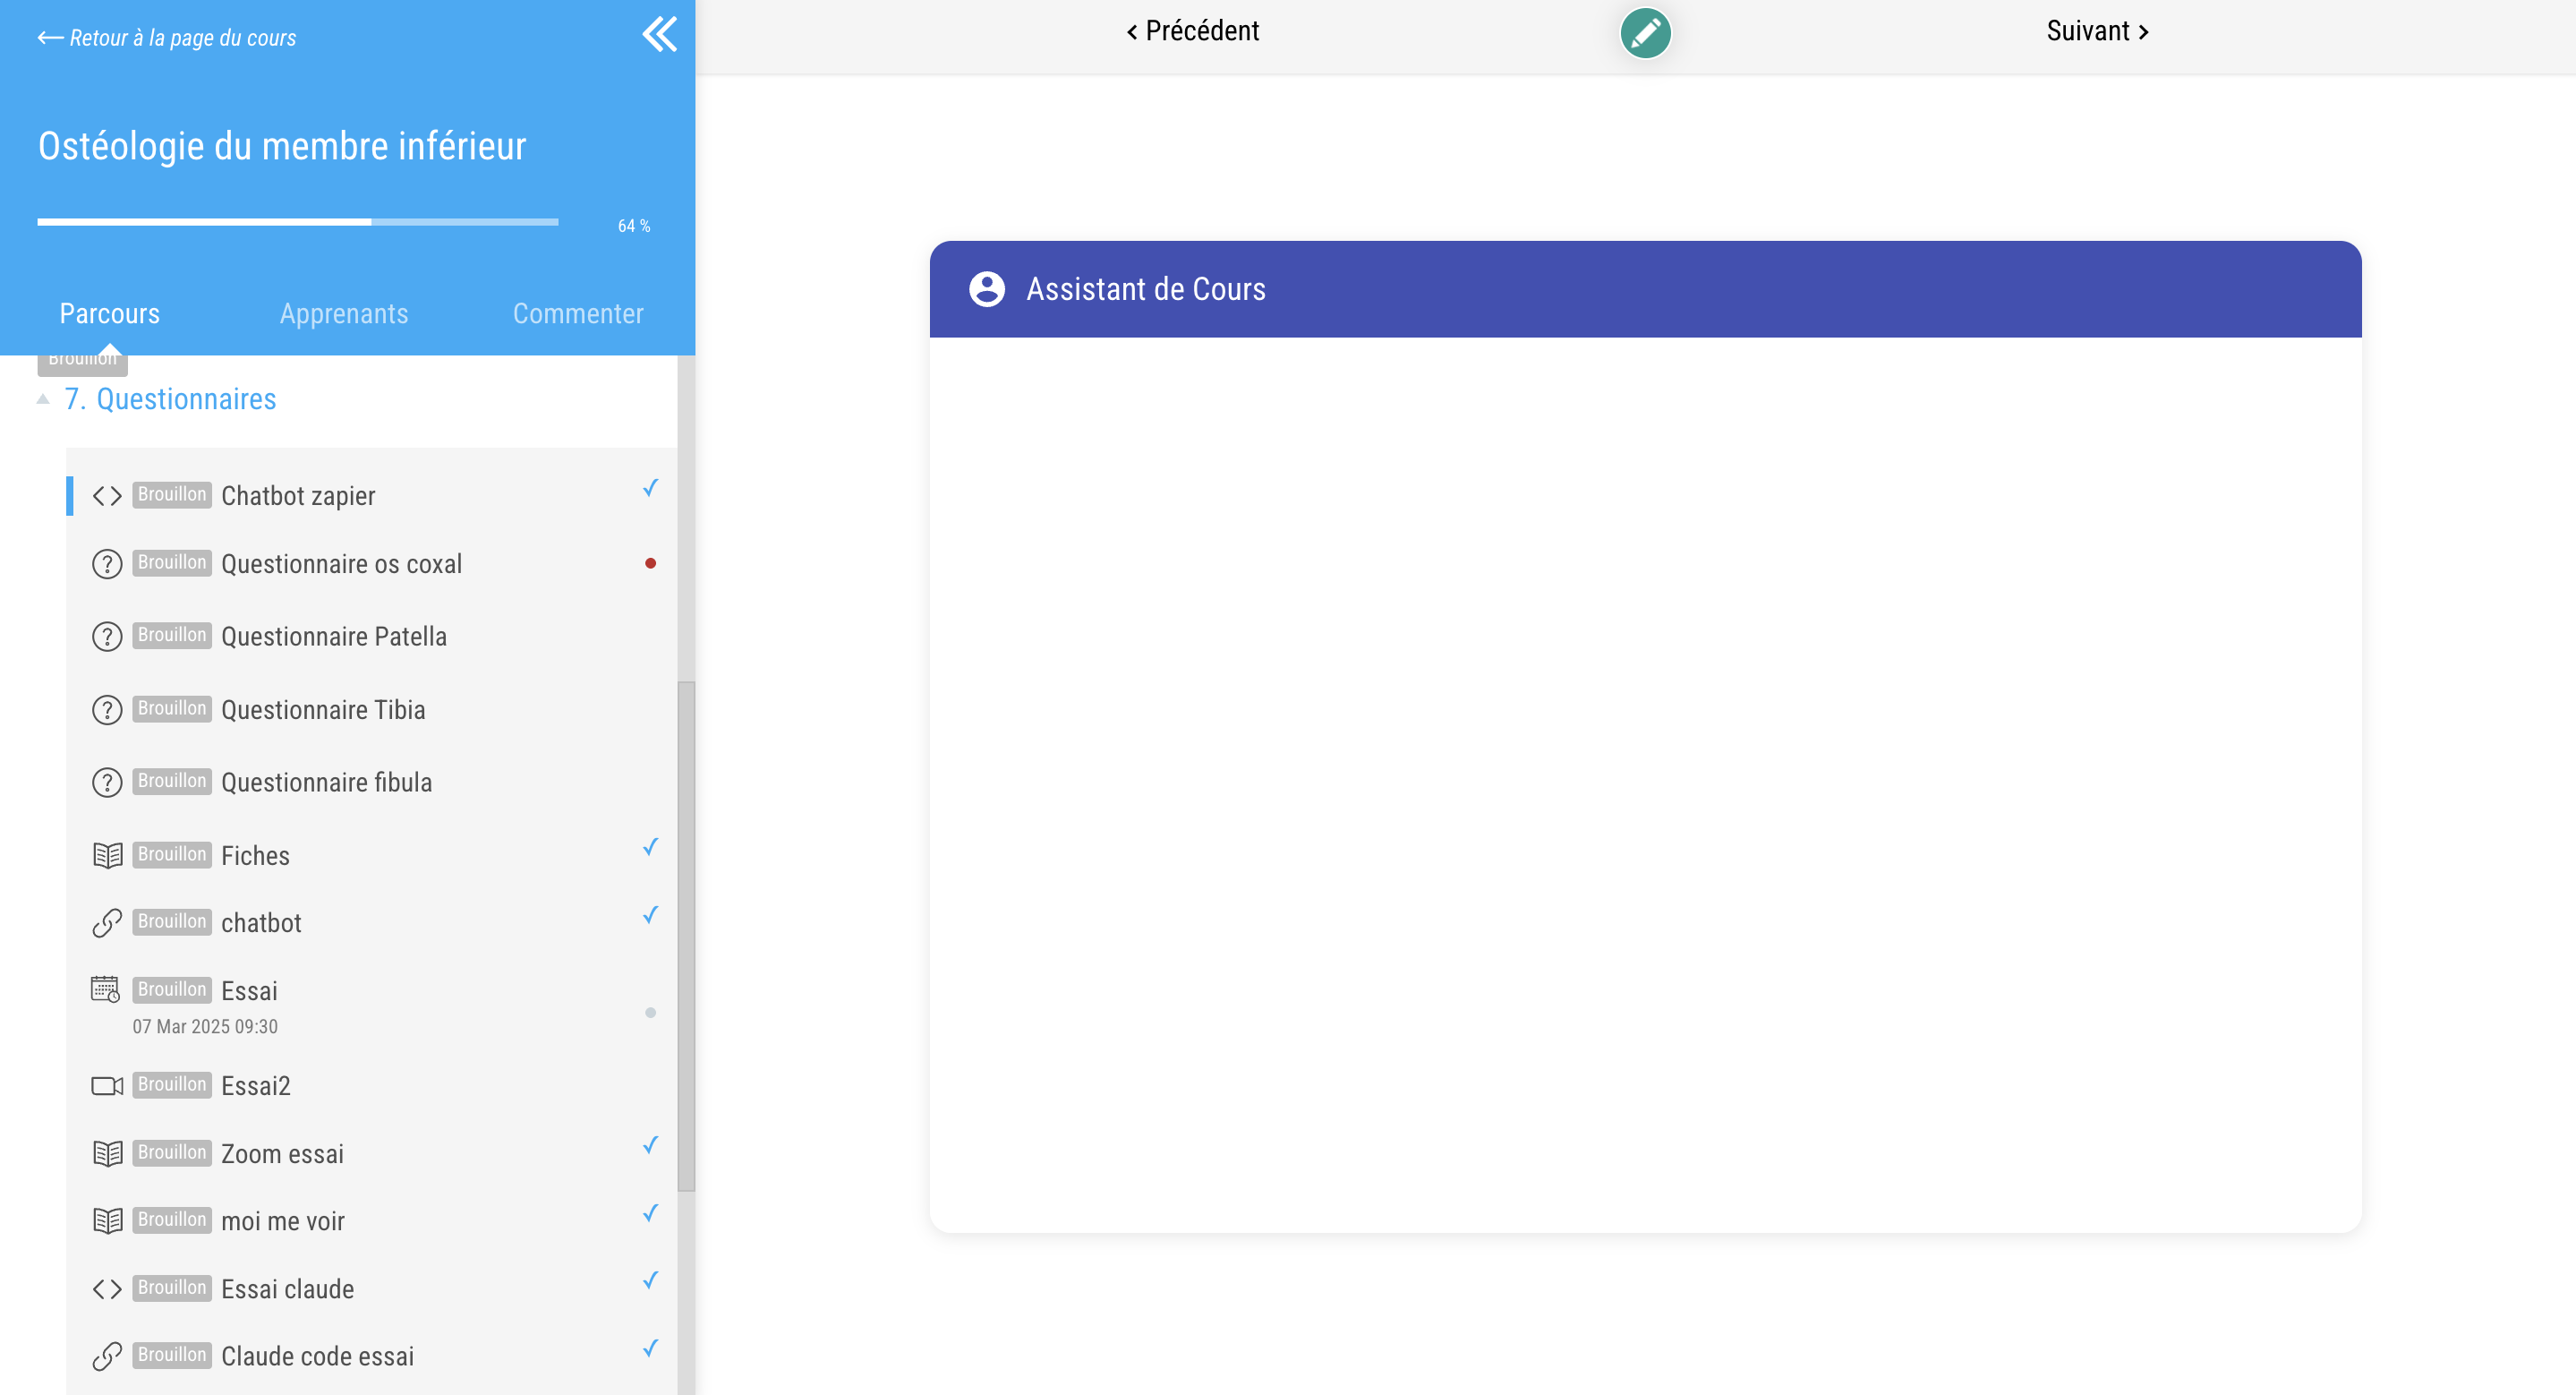 Retour à la page du cours
Ostéologie du membre inférieur
64 %
Parcours
Apprenants
Commenter
Brouillon
7. Questionnaires
Brouillon Chatbot zapier
Brouillon Questionnaire os coxal
Brouillon Questionnaire Patella
Brouillon Questionnaire Tibia
Brouillon Questionnaire fibula
Brouillon Fiches
Brouillon chatbot
Brouillon Essai
07 Mar 2025 09:30
Brouillon Essai2
Brouillon Zoom essai
Brouillon moi me voir
Brouillon Essai claude
Brouillon Claude code essai
Précédent
Suivant
Assistant de Cours